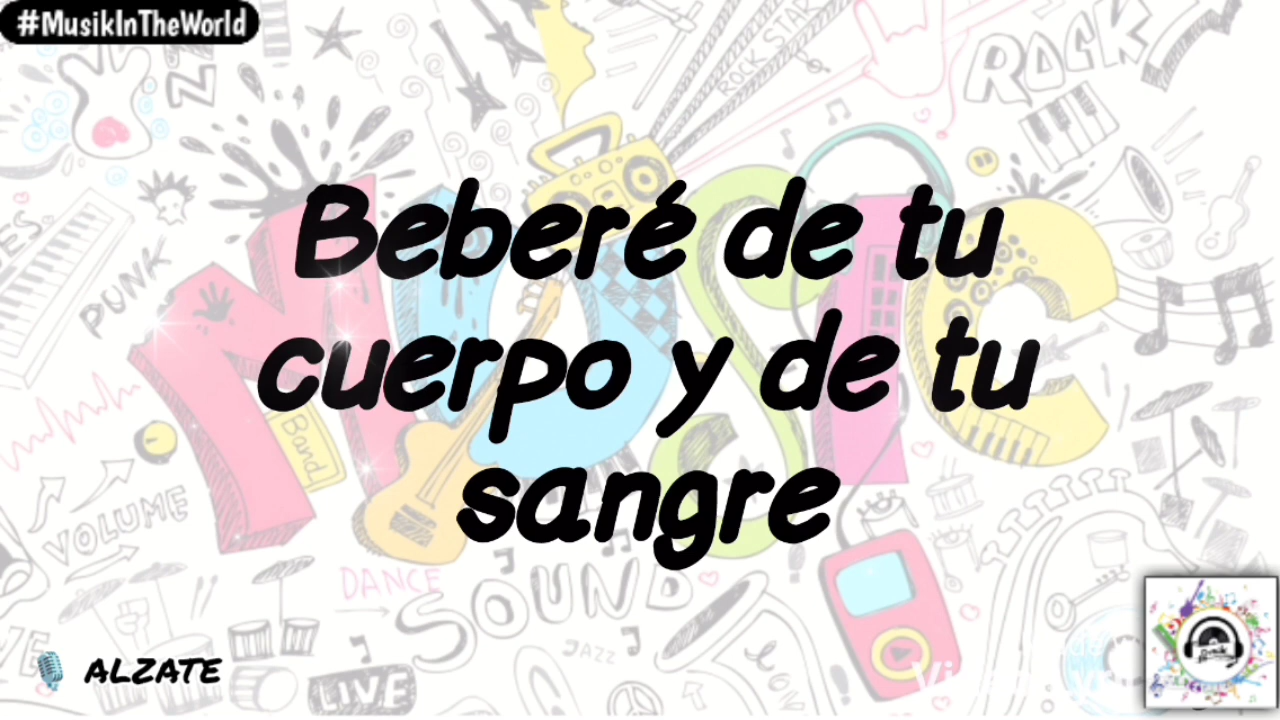 #MusikInTheWorld
ROCK STAR
ROCK
PUNK
Beberé de tu
cuerpo y de tu
sangre
MUSIC
Band
VOLUME
DANCE
SOUND
JAZZ
LIVE
ALZATE